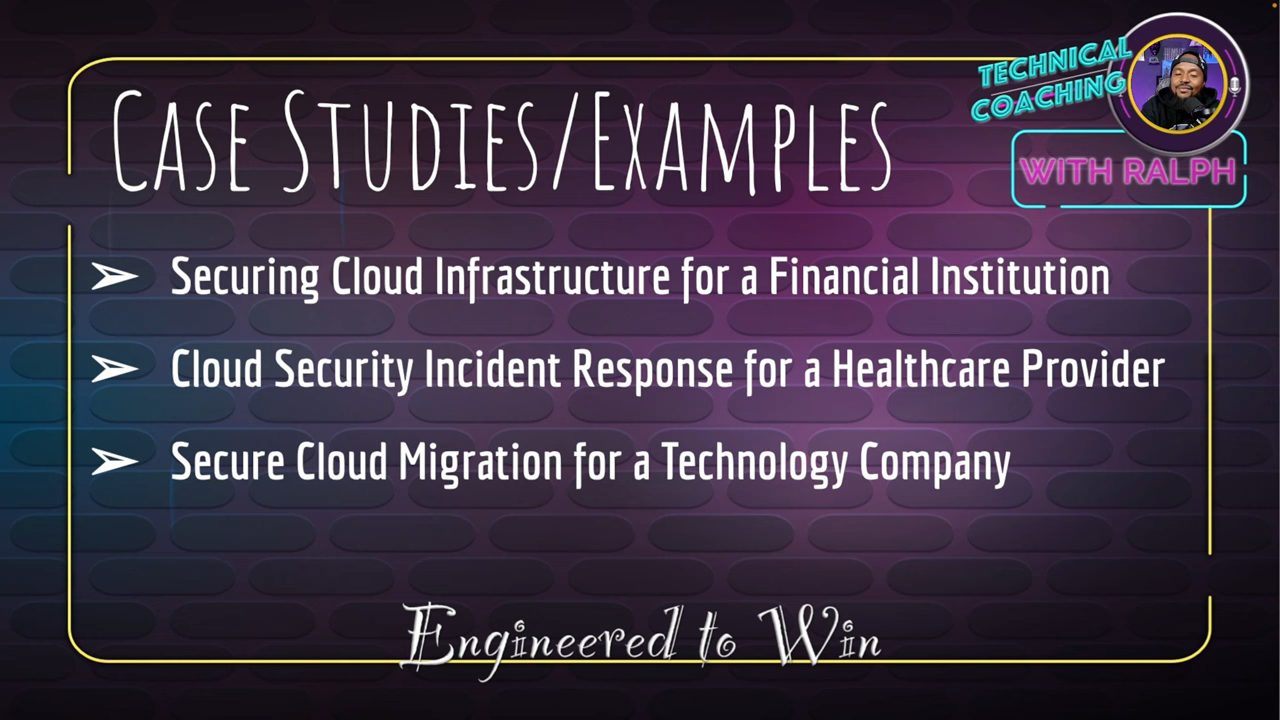 TECHNICAL
COACHING
WITH RALPH
Case Studies/Examples
➢ Securing Cloud Infrastructure for a Financial Institution
➢ Cloud Security Incident Response for a Healthcare Provider
➢ Secure Cloud Migration for a Technology Company
Engineered to Win